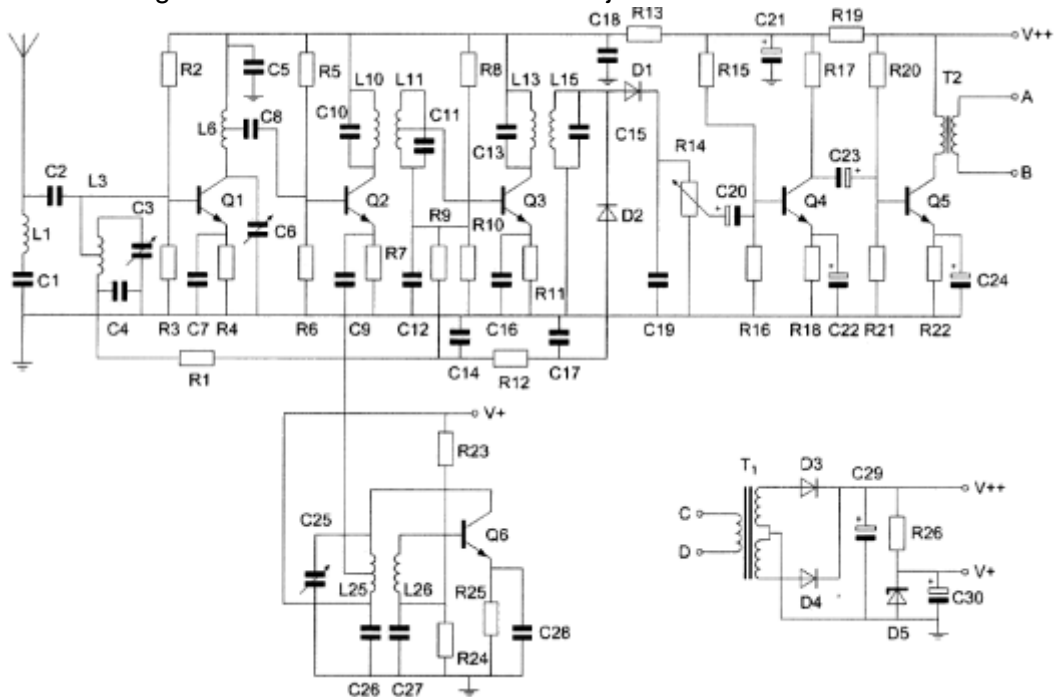 C18 R13 C21 R19
V++
R2 C5 R5 L10 L11 R8 L13 L15 D1 R15 R17 R20 T2
A
L6 C8 C10 C11 C13 C15 R14 C23
C2 L3 Q1 Q2 R9 Q3 D2 C20 Q4 Q5 B
L1 C3 C6 R7 R10
C1 R11 C24
C4 R3 C7 R4 R6 C9 C12 C16 C19 R16 R18 C22 R21 R22
R1 C14 R12 C17
V+
R23
T1 D3 C29
V++
C25 Q6 C R26
D
L25 L26 R25 V+
D4 C30
R24 C28 D5
C26 C27